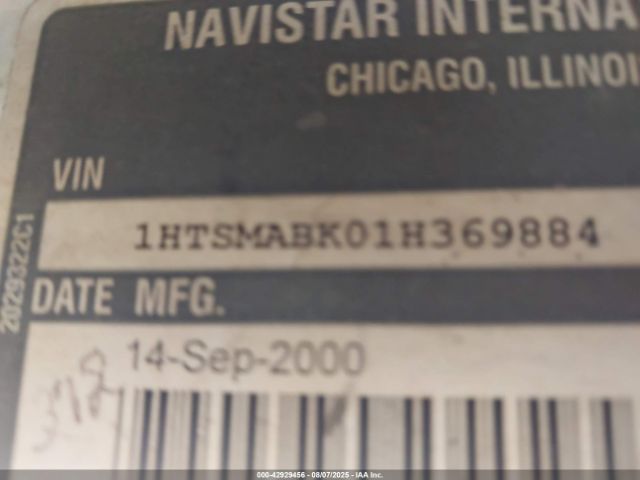 NAVISTAR INTERNA
CHICAGO, ILLINOI
VIN
1HTSMABK01H369884
2029322C1
DATE MFG.
14-Sep-2000
000-42929456 - 08/07/2025 - IAA Inc.